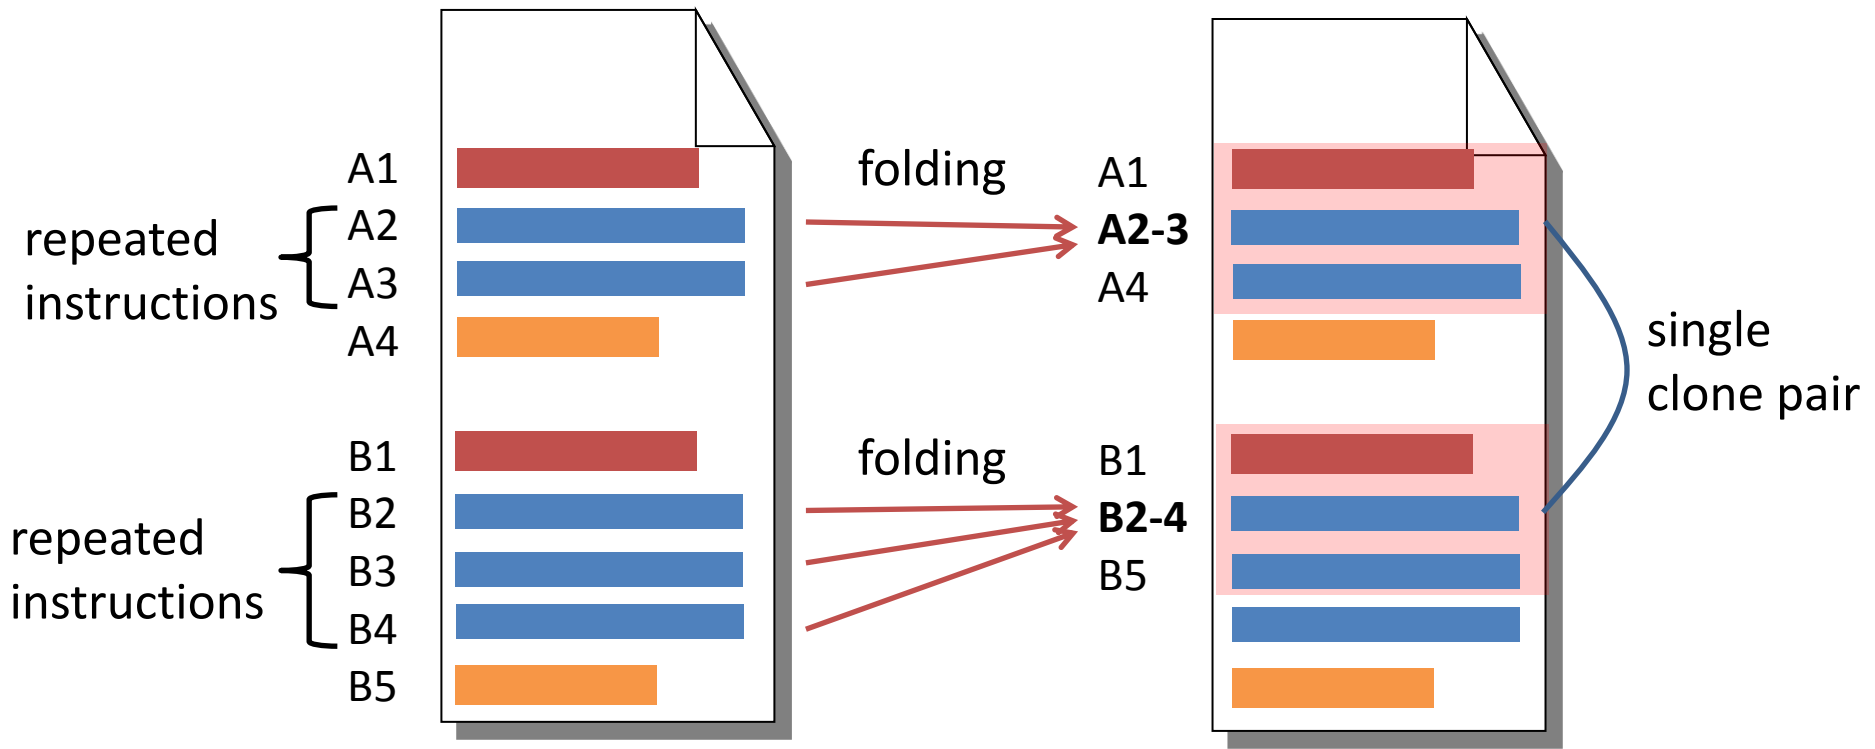 A1
repeated
instructions
A2
A3
A4
repeated
instructions
B1
B2
B3
B4
B5
folding
folding
A1
A2-3
A4
B1
B2-4
B5
single
clone pair